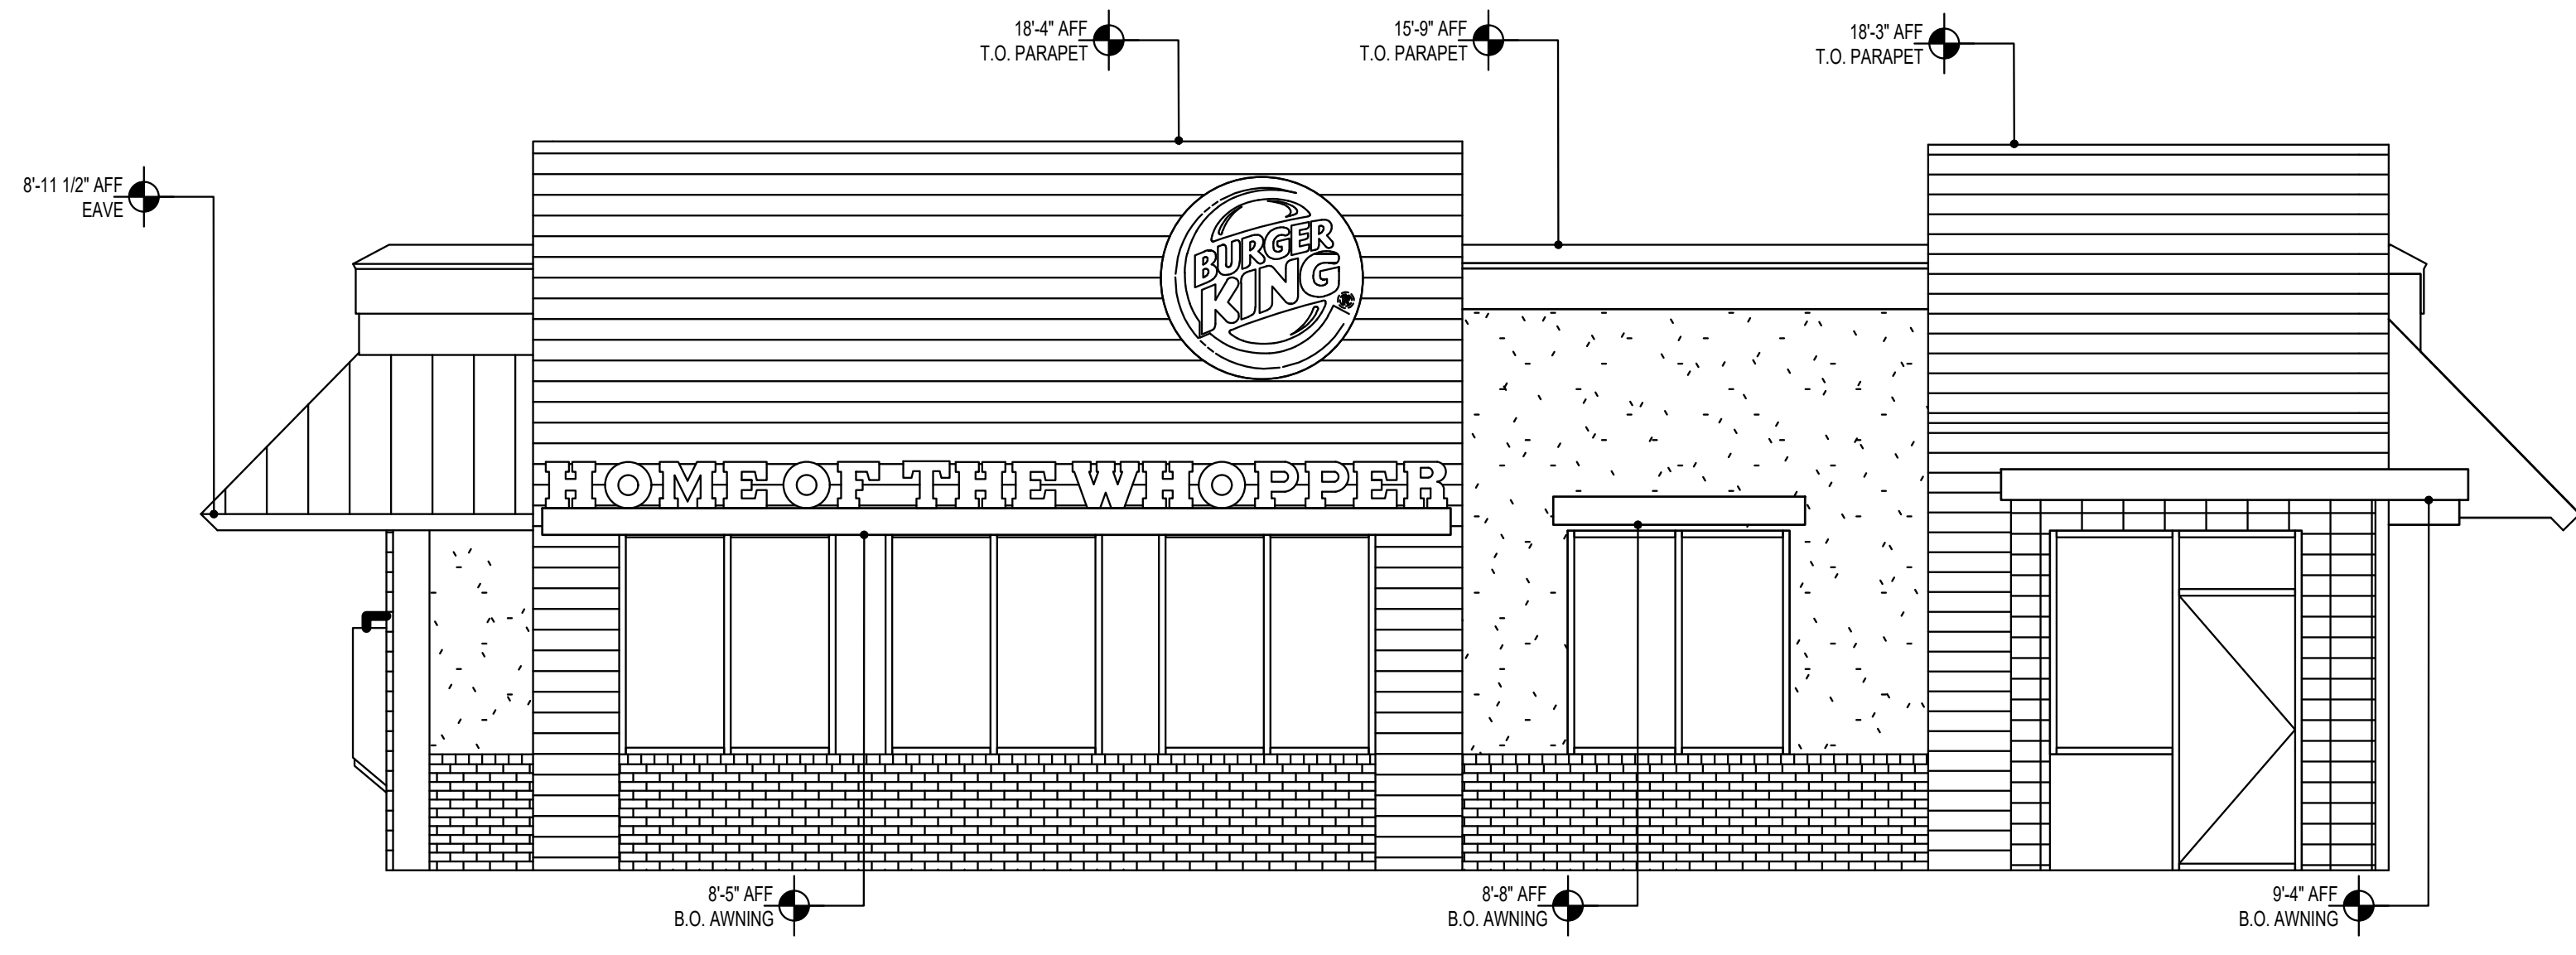 18'-4" AFF
T.O. PARAPET
15'-9" AFF
T.O. PARAPET
18'-3" AFF
T.O. PARAPET
8'-11 1/2" AFF
EAVE
BURGER
KING
HOME OF THE WHOPPER
8'-5" AFF
B.O. AWNING
8'-8" AFF
B.O. AWNING
9'-4" AFF
B.O. AWNING